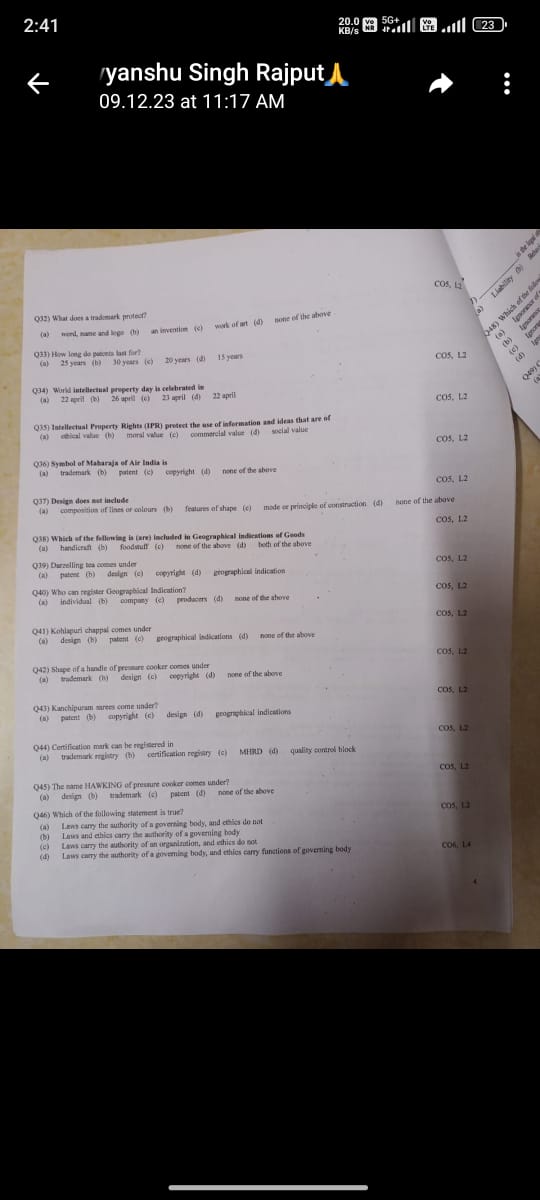 2:41
20.0 KB/s Vo NR 5G+ Vo LTE 23
'yanshu Singh Rajput🙏
09.12.23 at 11:17 AM
CO5, L2
Q32) What does a trademark protect?
(a) word, name and logo (b) an invention (c) work of art (d) none of the above
Q33) How long do patents last for?
(a) 25 years (b) 30 years (c) 20 years (d) 15 years
CO5, L2
Q34) World intellectual property day is celebrated in
(a) 22 april (b) 26 april (c) 23 april (d) 22 april
CO5, L2
Q35) Intellectual Property Rights (IPR) protect the use of information and ideas that are of
(a) ethical value (b) moral value (c) commercial value (d) social value
CO5, L2
Q36) Symbol of Maharaja of Air India is
(a) trademark (b) patent (c) copyright (d) none of the above
CO5, L2
Q37) Design does not include
(a) composition of lines or colours (b) features of shape (c) mode or principle of construction (d) none of the above
CO5, L2
Q38) Which of the following is (are) included in Geographical indications of Goods
(a) handicraft (b) foodstuff (c) none of the above (d) both of the above
CO5, L2
Q39) Darzelling tea comes under
(a) patent (b) design (c) copyright (d) geographical indication
CO5, L2
Q40) Who can register Geographical Indication?
(a) individual (b) company (c) producers (d) none of the above
CO5, L2
Q41) Kohlapuri chappal comes under
(a) design (b) patent (c) geographical indications (d) none of the above
CO5, L2
Q42) Shape of a handle of pressure cooker comes under
(a) trademark (b) design (c) copyright (d) none of the above
CO5, L2
Q43) Kanchipuram sarees come under?
(a) patent (b) copyright (c) design (d) geographical indications
CO5, L2
Q44) Certification mark can be registered in
(a) trademark registry (b) certification registry (c) MHRD (d) quality control block
CO5, L2
Q45) The name HAWKING of pressure cooker comes under?
(a) design (b) trademark (c) patent (d) none of the above
CO5, L2
Q46) Which of the following statement is true?
(a) Laws carry the authority of a governing body, and ethics do not
(b) Laws and ethics carry the authority of a governing body
(c) Laws carry the authority of an organization, and ethics do not
(d) Laws carry the authority of a governing body, and ethics carry functions of governing body
CO6, L4
4
is the legal
(a) Liability (b)
Q48) Which of the
(a) Ignorance of
(b)
(c)
(d)
Q49)